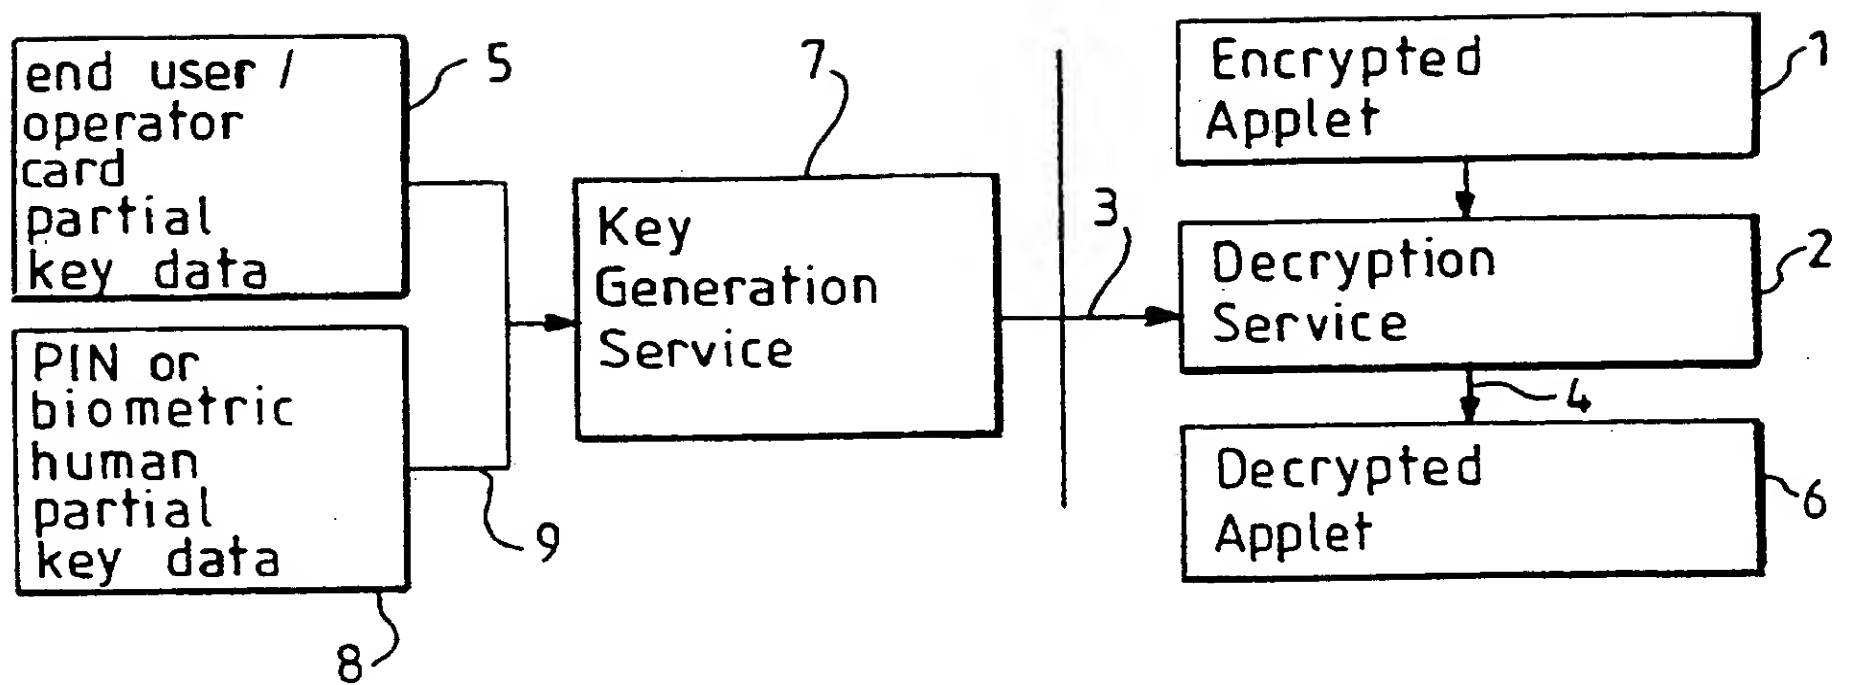 end user /
operator
card
partial
key data
5
PIN or
biometric
human
partial
key data
8
9
7
Key
Generation
Service
3
Encrypted
Applet
1
Decryption
Service
2
4
Decrypted
Applet
6